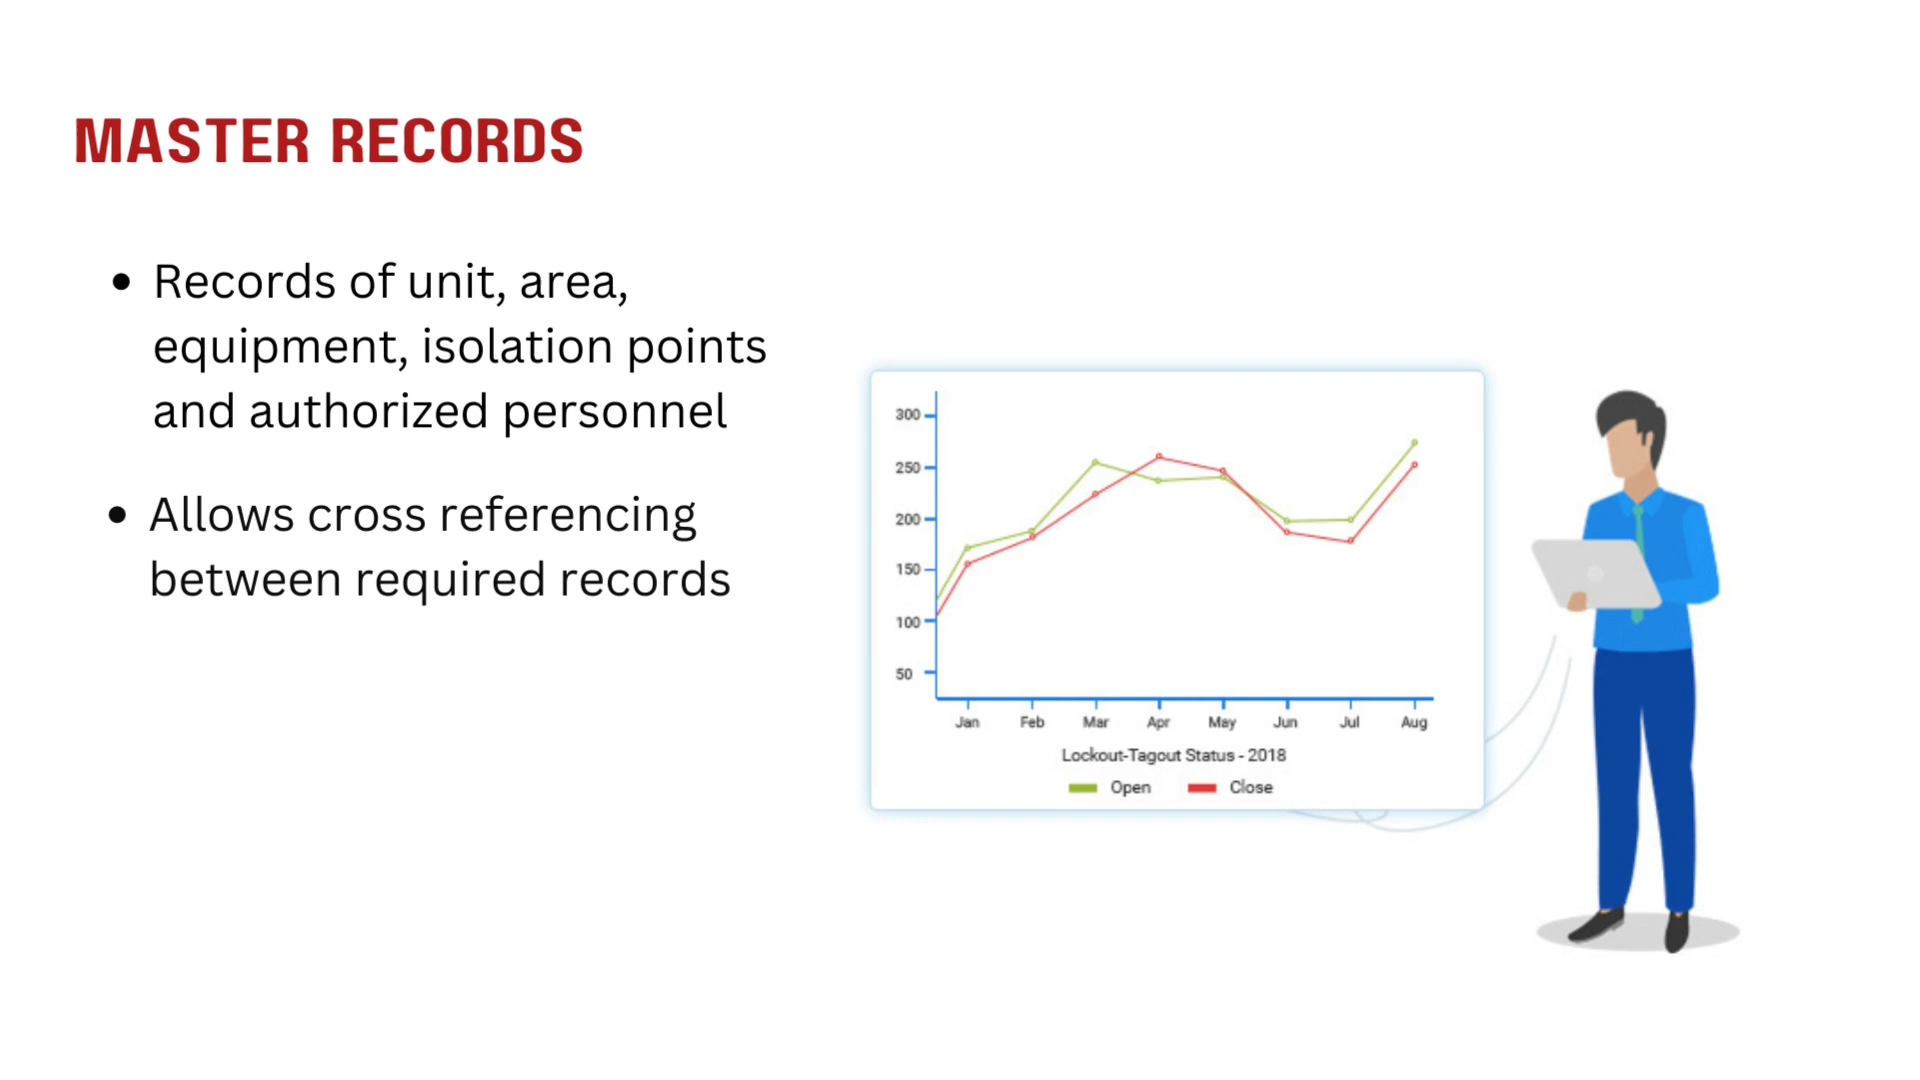 MASTER RECORDS
• Records of unit, area,
equipment, isolation points
and authorized personnel
• Allows cross referencing
between required records
300
250
200
150
100
50
Jan Feb Mar Apr May Jun Jul Aug
Lockout-Tagout Status - 2018
Open Close